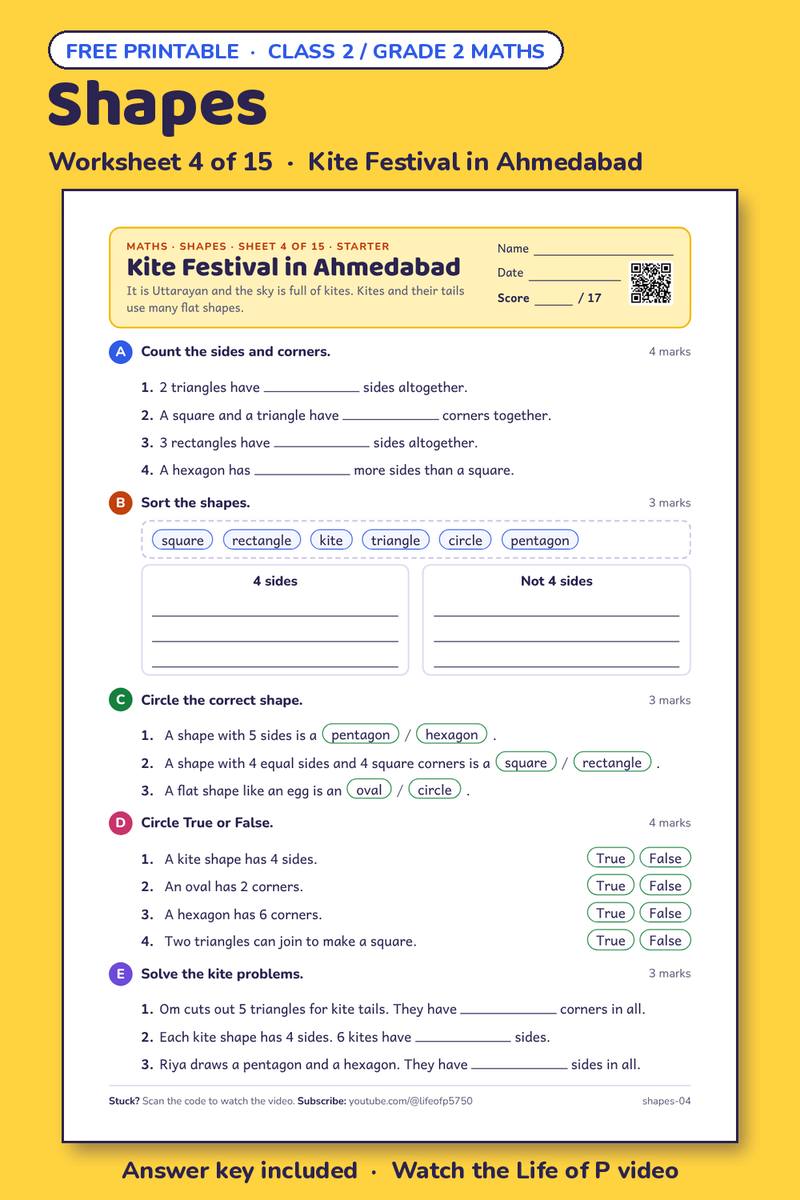 FREE PRINTABLE · CLASS 2 / GRADE 2 MATHS
Shapes
Worksheet 4 of 15 · Kite Festival in Ahmedabad
MATHS · SHAPES · SHEET 4 OF 15 · STARTER
Kite Festival in Ahmedabad
It is Uttarayan and the sky is full of kites. Kites and their tails
use many flat shapes.
Name ____________
Date ____________
Score ______ / 17
A Count the sides and corners. 4 marks
1. 2 triangles have ____________ sides altogether.
2. A square and a triangle have ____________ corners together.
3. 3 rectangles have ____________ sides altogether.
4. A hexagon has ____________ more sides than a square.
B Sort the shapes. 3 marks
square rectangle kite triangle circle pentagon
4 sides Not 4 sides
C Circle the correct shape. 3 marks
1. A shape with 5 sides is a pentagon / hexagon .
2. A shape with 4 equal sides and 4 square corners is a square / rectangle .
3. A flat shape like an egg is an oval / circle .
D Circle True or False. 4 marks
1. A kite shape has 4 sides. True False
2. An oval has 2 corners. True False
3. A hexagon has 6 corners. True False
4. Two triangles can join to make a square. True False
E Solve the kite problems. 3 marks
1. Om cuts out 5 triangles for kite tails. They have ____________ corners in all.
2. Each kite shape has 4 sides. 6 kites have ____________ sides.
3. Riya draws a pentagon and a hexagon. They have ____________ sides in all.
Stuck? Scan the code to watch the video. Subscribe: youtube.com/@lifeofp5750 shapes-04
Answer key included · Watch the Life of P video